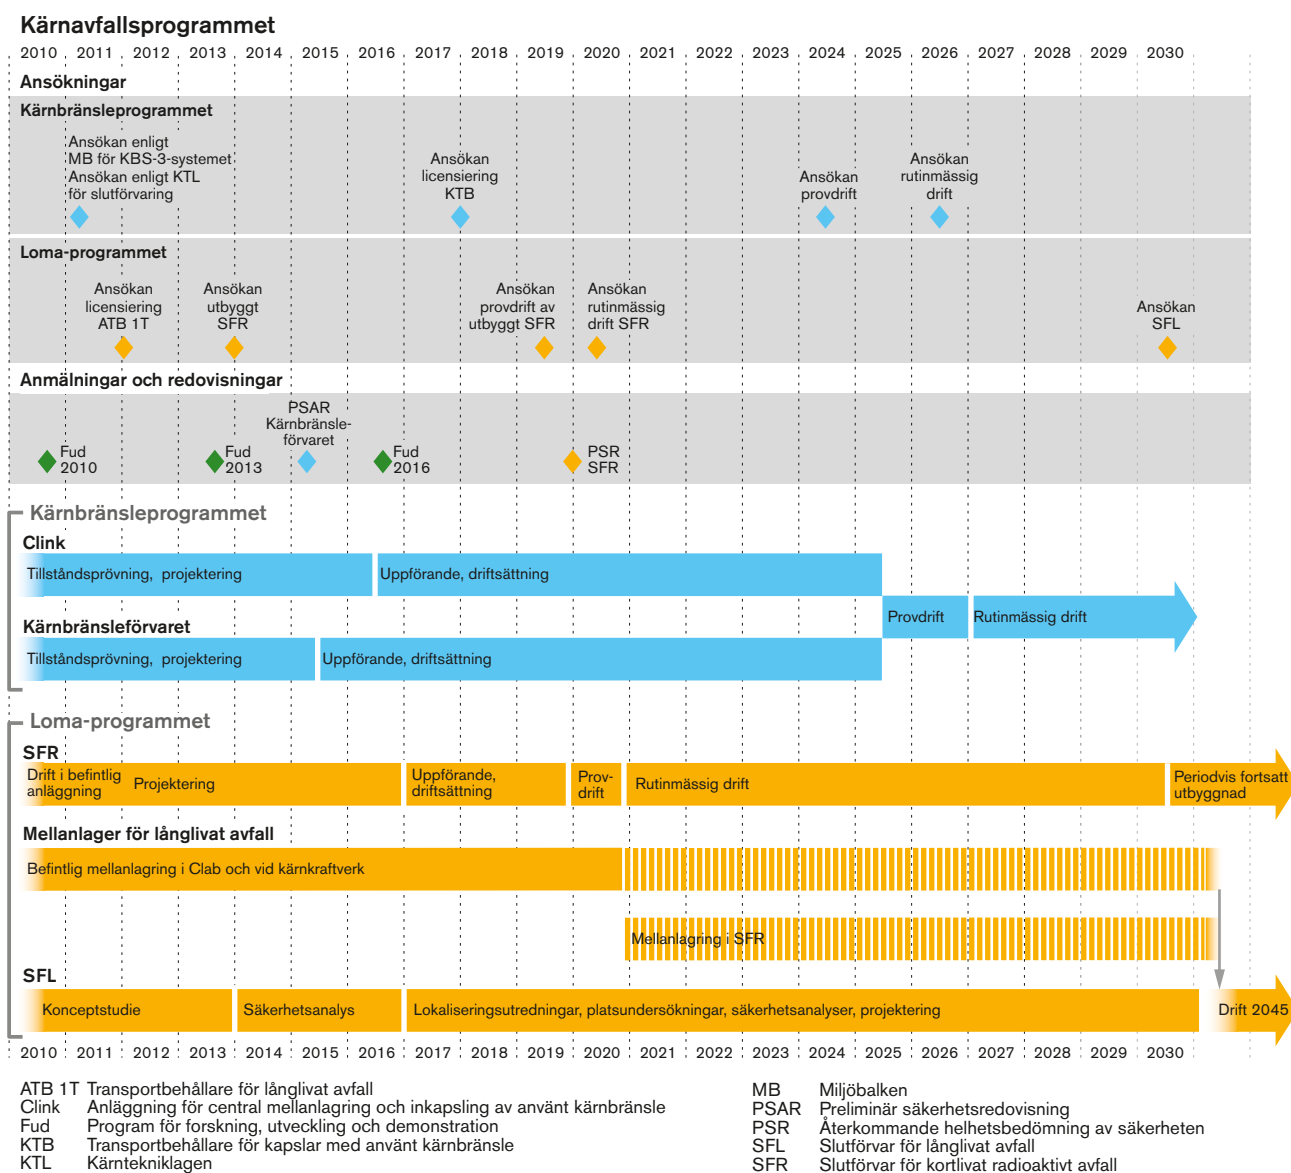 Kärnavfallsprogrammet
2010 2011 2012 2013 2014 2015 2016 2017 2018 2019 2020 2021 2022 2023 2024 2025 2026 2027 2028 2029 2030
Ansökningar
Kärnbränsleprogrammet
Ansökan enligt
MB för KBS-3-systemet
Ansökan enligt KTL
för slutförvaring
Ansökan
licensiering
KTB
Ansökan
provdrift
Ansökan
rutinmässig
drift
Loma-programmet
Ansökan
licensiering
ATB 1T
Ansökan
utbyggt
SFR
Ansökan
provdrift av
utbyggt SFR
Ansökan
rutinmässig
drift SFR
Ansökan
SFL
Anmälningar och redovisningar
Fud
2010
Fud
2013
PSAR
Kärnbränsle-
förvaret
Fud
2016
PSR
SFR
Kärnbränsleprogrammet
Clink
Tillståndsprövning, projektering
Uppförande, driftsättning
Provdrift
Rutinmässig drift
Kärnbränsleförvaret
Tillståndsprövning, projektering
Uppförande, driftsättning
Loma-programmet
SFR
Drift i befintlig
anläggning
Projektering
Uppförande,
driftsättning
Prov-
drift
Rutinmässig drift
Periodvis fortsatt
utbyggnad
Mellanlager för långlivat avfall
Befintlig mellanlagring i Clab och vid kärnkraftverk
Mellanlagring i SFR
SFL
Konceptstudie
Säkerhetsanalys
Lokaliseringsutredningar, platsundersökningar, säkerhetsanalyser, projektering
Drift 2045
2010 2011 2012 2013 2014 2015 2016 2017 2018 2019 2020 2021 2022 2023 2024 2025 2026 2027 2028 2029 2030
ATB 1T Transportbehållare för långlivat avfall
Clink Anläggning för central mellanlagring och inkapsling av använt kärnbränsle
Fud Program för forskning, utveckling och demonstration
KTB Transportbehållare för kapslar med använt kärnbränsle
KTL Kärntekniklagen
MB Miljöbalken
PSAR Preliminär säkerhetsredovisning
PSR Återkommande helhetsbedömning av säkerheten
SFL Slutförvar för långlivat avfall
SFR Slutförvar för kortlivat radioaktivt avfall